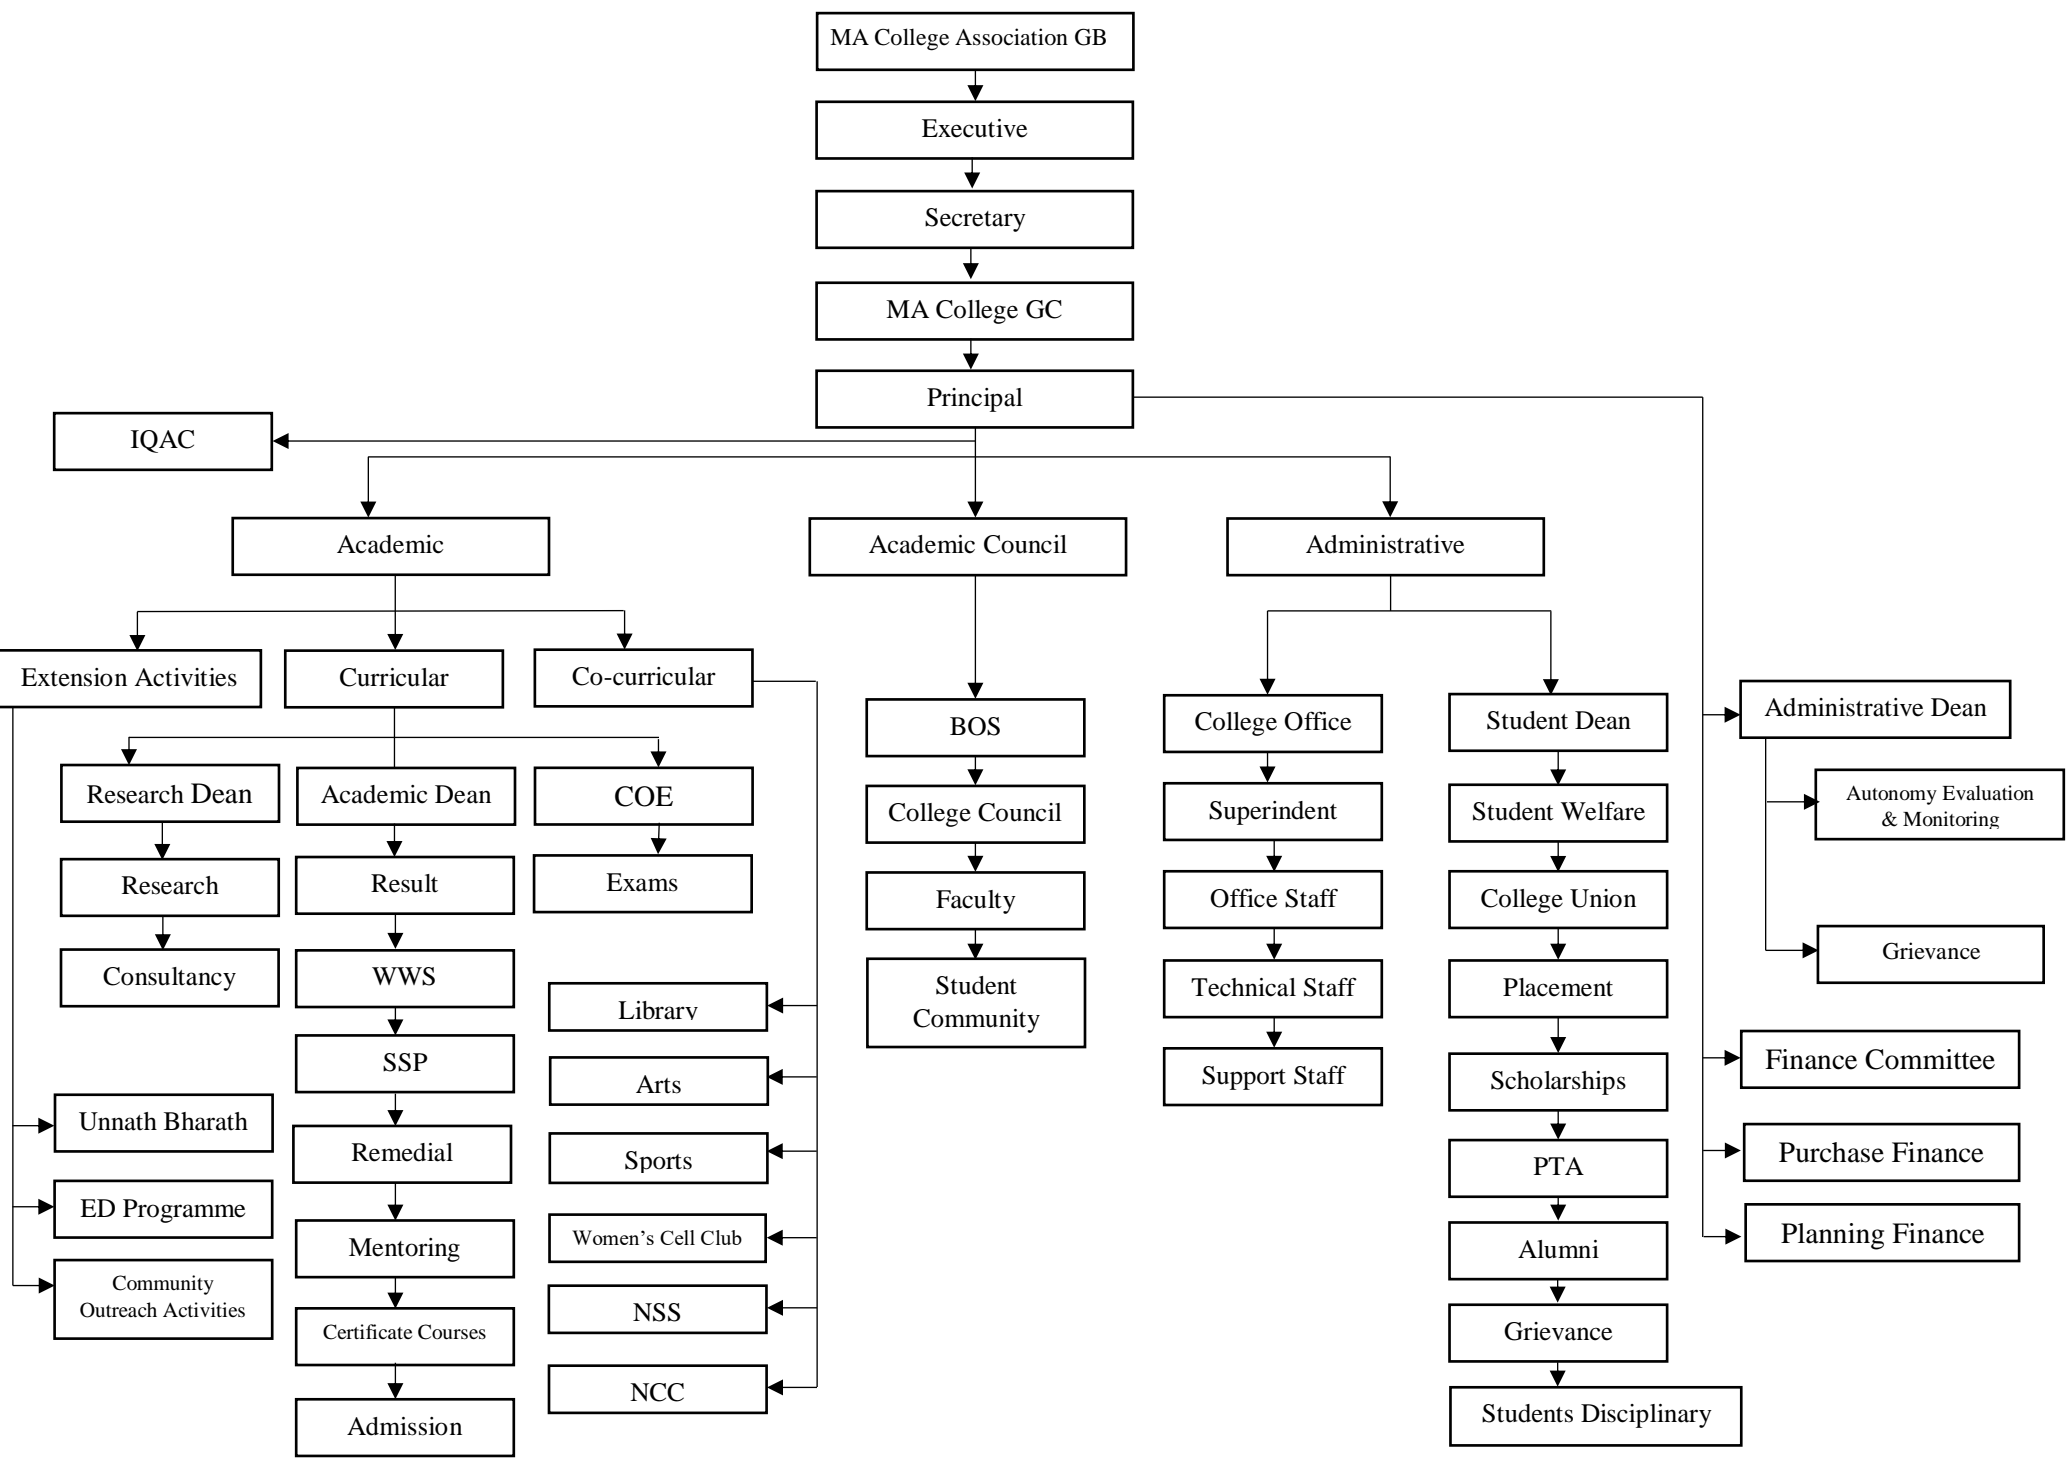 MA College Association GB
Executive
Secretary
MA College GC
Principal
IQAC
Academic
Academic Council
Administrative
Extension Activities
Curricular
Co-curricular
Research Dean
Academic Dean
COE
Research
Result
Exams
Consultancy
WWS
SSP
Remedial
Mentoring
Certificate Courses
Admission
Unnath Bharath
ED Programme
Community
Outreach Activities
Library
Arts
Sports
Women’s Cell Club
NSS
NCC
BOS
College Council
Faculty
Student
Community
College Office
Superindent
Office Staff
Technical Staff
Support Staff
Student Dean
Student Welfare
College Union
Placement
Scholarships
PTA
Alumni
Grievance
Students Disciplinary
Administrative Dean
Autonomy Evaluation
& Monitoring
Grievance
Finance Committee
Purchase Finance
Planning Finance